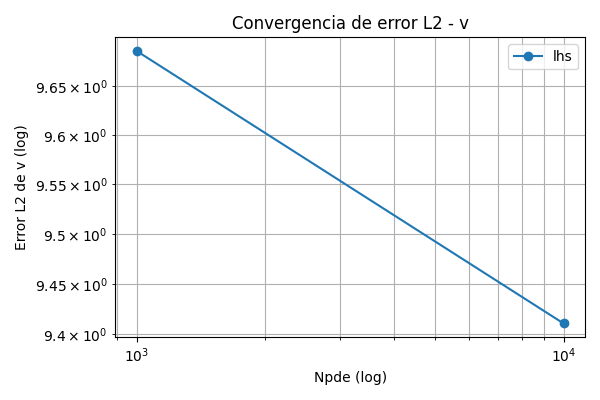 Convergencia de error L2 - v
lhs
9.65 × 10⁰
9.6 × 10⁰
9.55 × 10⁰
9.5 × 10⁰
9.45 × 10⁰
9.4 × 10⁰
Error L2 de v (log)
10³
10⁴
Npde (log)